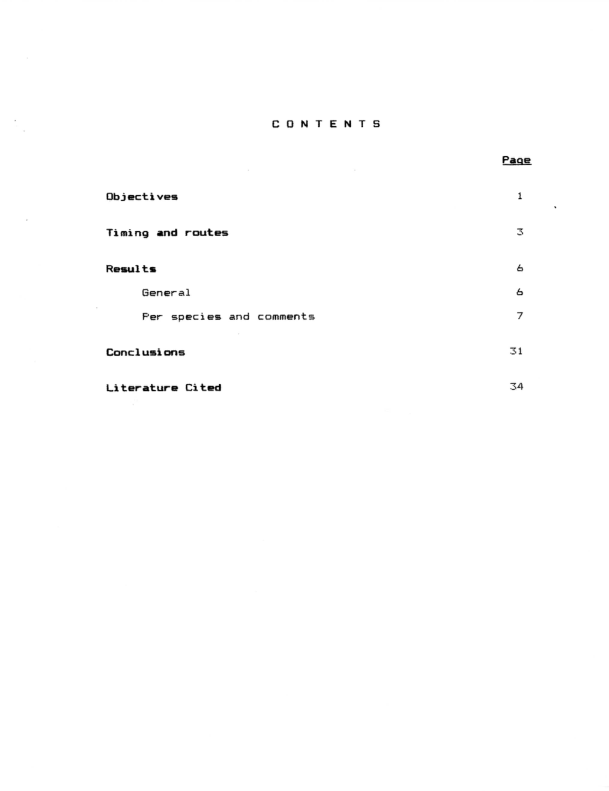 C O N T E N T S
Page
Objectives 1
Timing and routes 3
Results 6
General 6
Per species and comments 7
Conclusions 31
Literature Cited 34